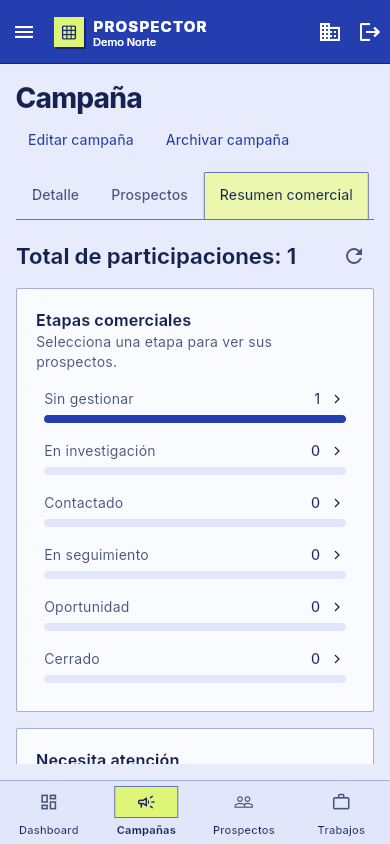 PROSPECTOR
Demo Norte
Campaña
Editar campaña
Archivar campaña
Detalle
Prospectos
Resumen comercial
Total de participaciones: 1
Etapas comerciales
Selecciona una etapa para ver sus
prospectos.
Sin gestionar 1
En investigación 0
Contactado 0
En seguimiento 0
Oportunidad 0
Cerrado 0
Necesita atención
Dashboard
Campañas
Prospectos
Trabajos